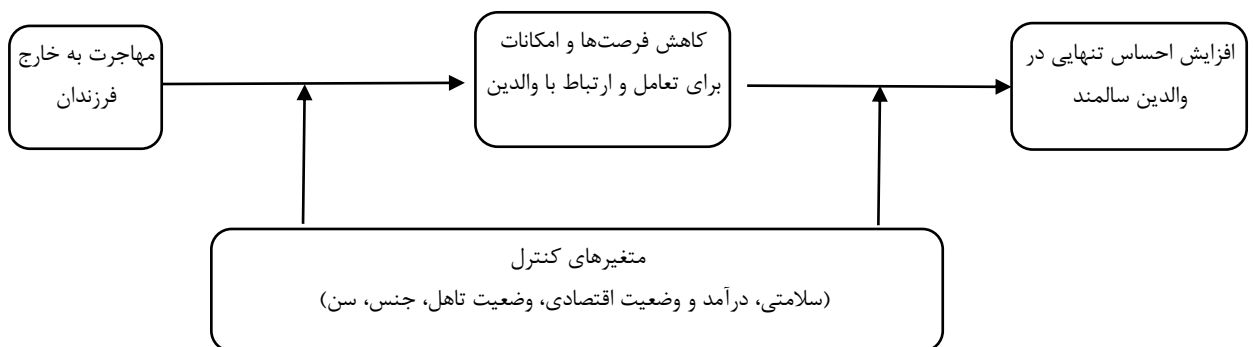 مهاجرت به خارج
فرزندان
کاهش فرصت‌ها و امکانات
برای تعامل و ارتباط با والدین
افزایش احساس تنهایی در
والدین سالمند
متغیرهای کنترل
(سلامتی، درآمد و وضعیت اقتصادی، وضعیت تاهل، جنس، سن)